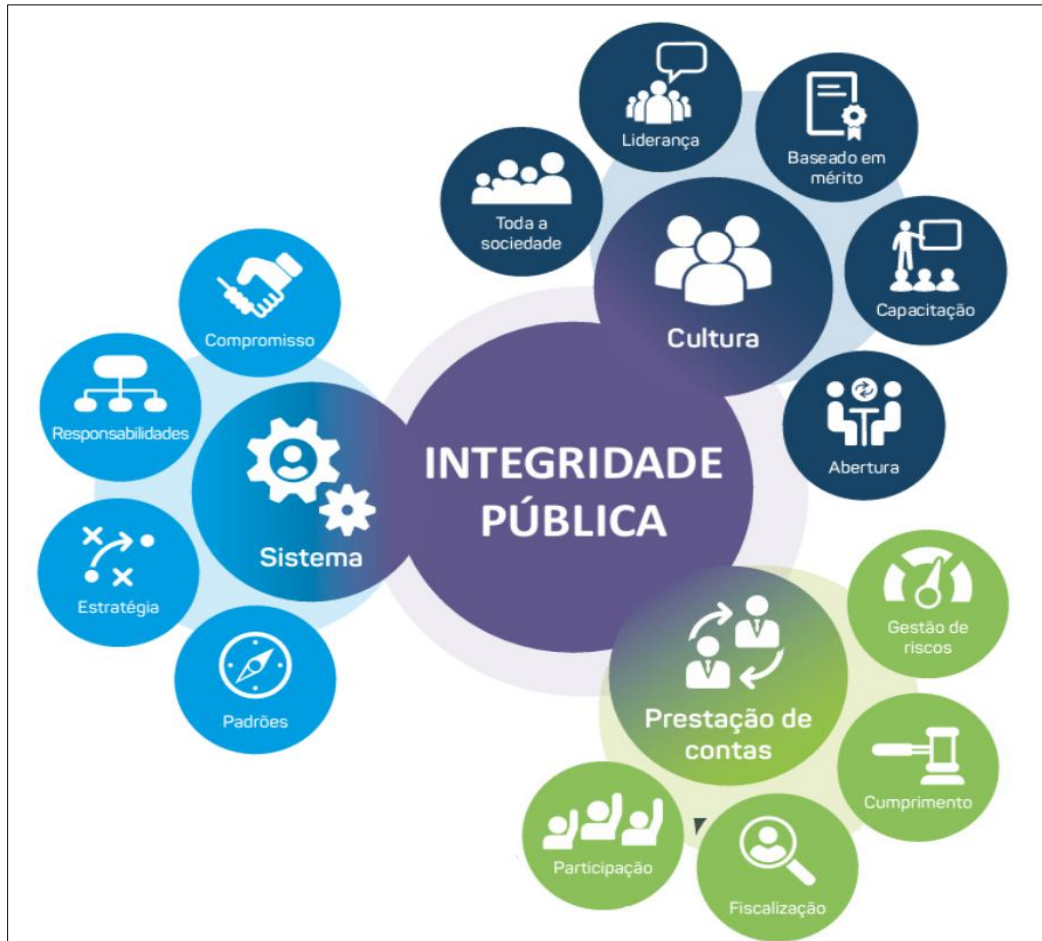 Liderança
Baseado em
mérito
Toda a
sociedade
Capacitação
Cultura
Abertura
Compromisso
Responsabilidades
Sistema
Estratégia
Padrões
INTEGRIDADE
PÚBLICA
Gestão de
riscos
Prestação de
contas
Cumprimento
Participação
Fiscalização